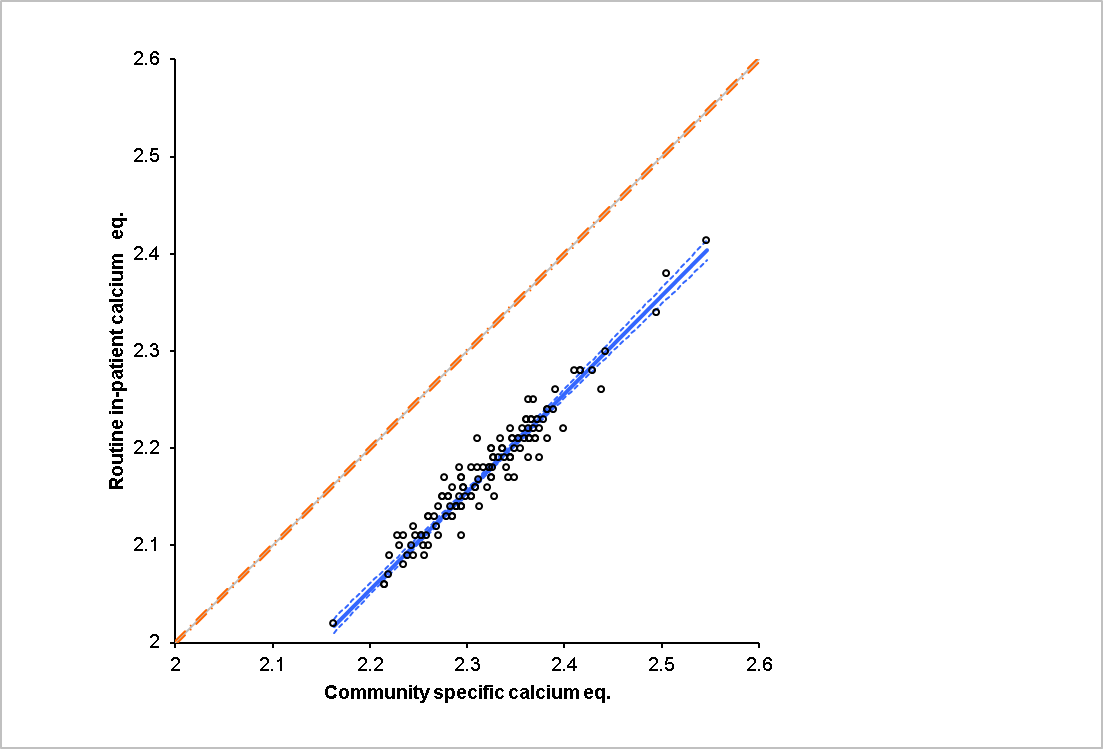 2.6
2.5
2.4
2.3
2.2
2.1
2
Routine in-patient calcium eq.
2 2.1 2.2 2.3 2.4 2.5 2.6
Community specific calcium eq.